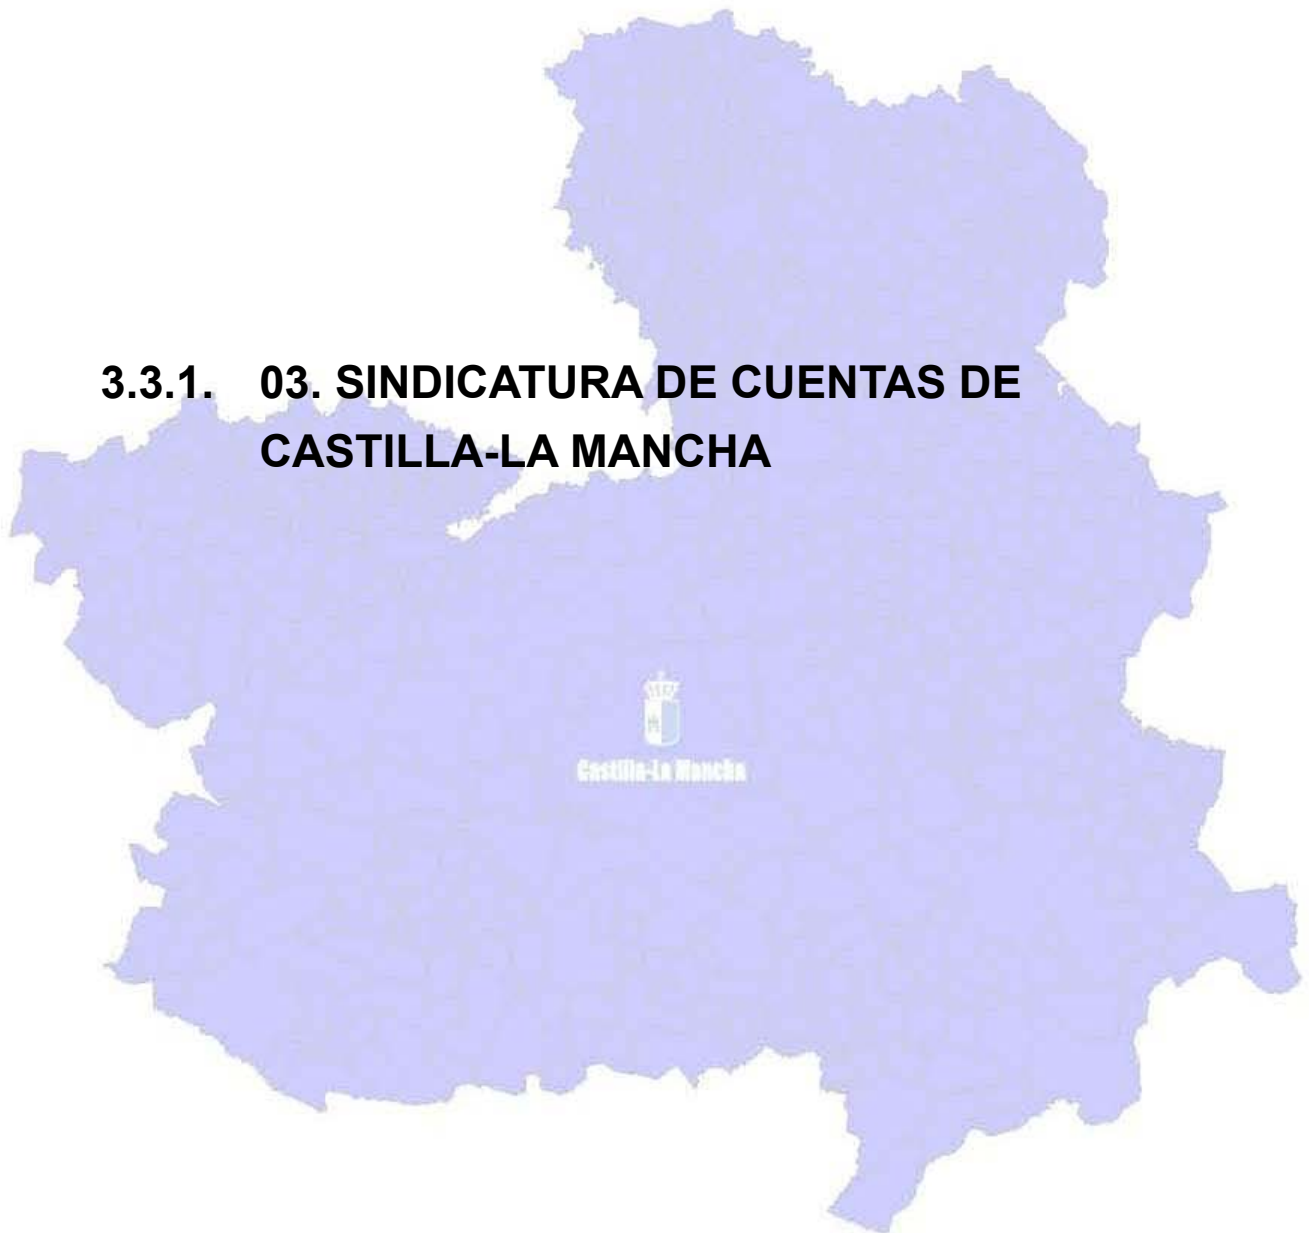 3.3.1. 03. SINDICATURA DE CUENTAS DE
CASTILLA-LA MANCHA
Castilla-La Mancha